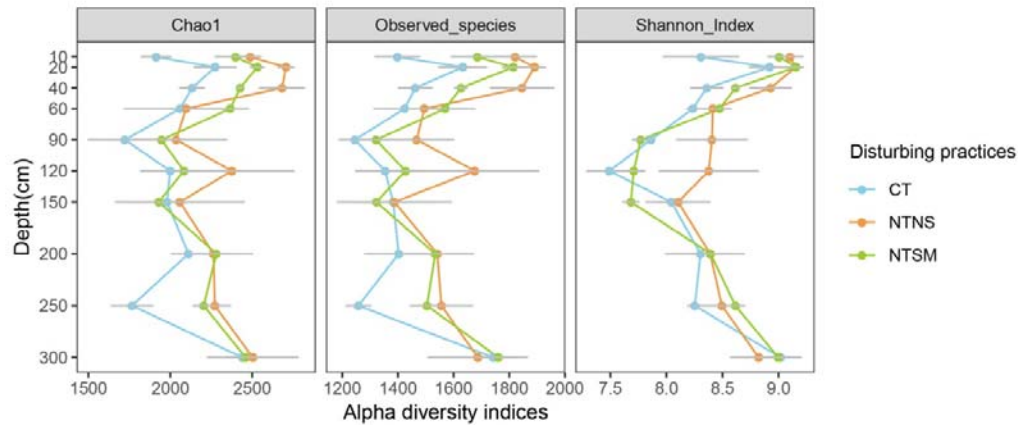 Chao1 Observed_species Shannon_Index
Depth(cm)
10
20
40
60
90
120
150
200
250
300
1500 2000 2500 1200 1400 1600 1800 2000 7.5 8.0 8.5 9.0
Alpha diversity indices
Disturbing practices
CT
NTNS
NTSM